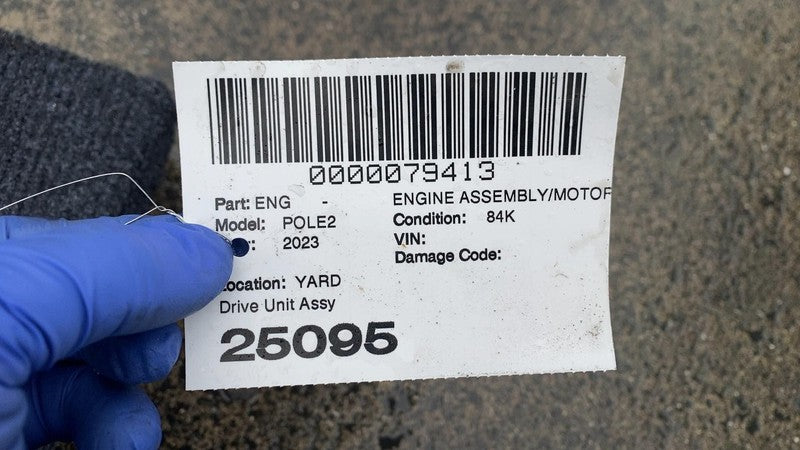 0000079413
Part: ENG - ENGINE ASSEMBLY/MOTOR
Model: POLE2 Condition: 84K
: 2023 VIN:
Damage Code:
Location: YARD
Drive Unit Assy
25095